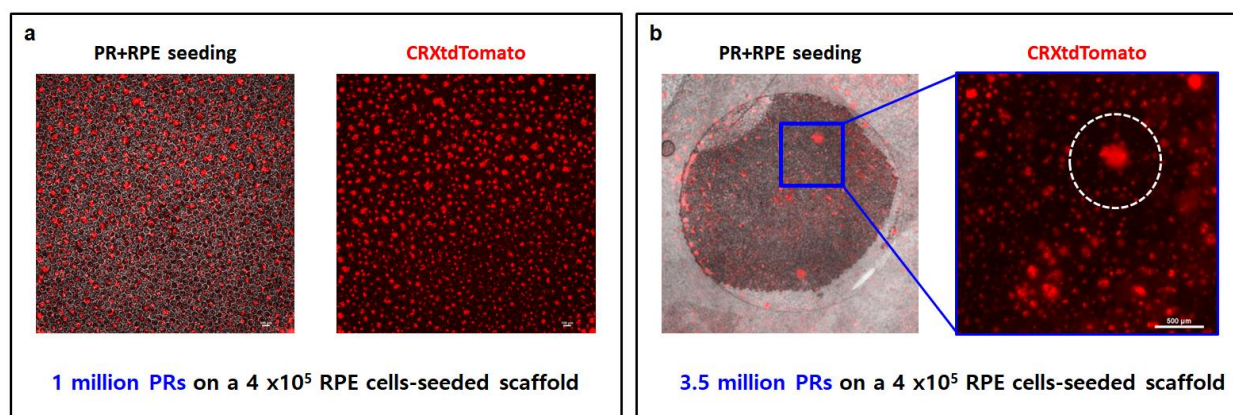 a
PR+RPE seeding
CRXtdTomato
1 million PRs on a 4 x10⁵ RPE cells-seeded scaffold
b
PR+RPE seeding
CRXtdTomato
500 µm
3.5 million PRs on a 4 x10⁵ RPE cells-seeded scaffold